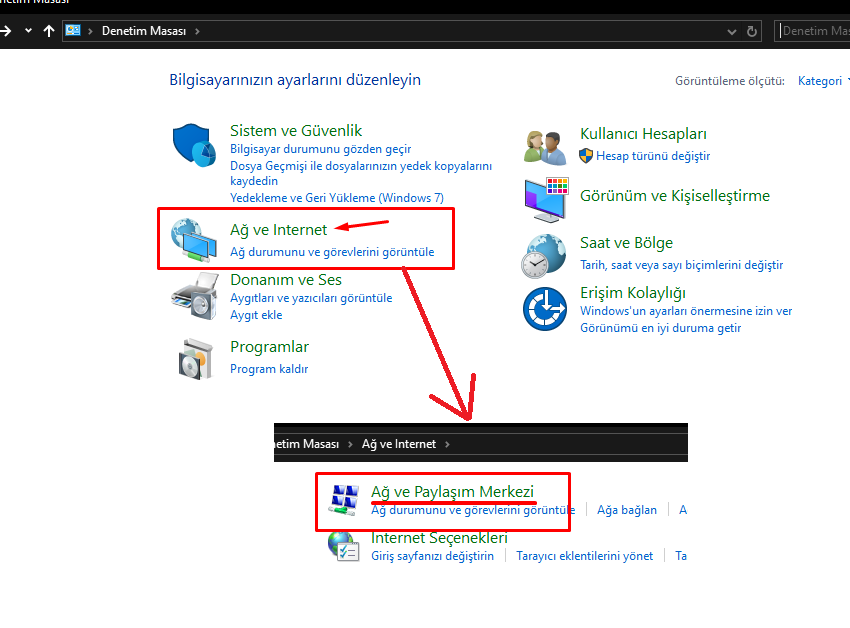 Denetim Masası
Denetim Masası
Denetim Mas
Bilgisayarınızın ayarlarını düzenleyin
Görüntüleme ölçütü: Kategori
Sistem ve Güvenlik
Bilgisayar durumunu gözden geçir
Dosya Geçmişi ile dosyalarınızın yedek kopyalarını
kaydedin
Yedekleme ve Geri Yükleme (Windows 7)
Ağ ve Internet
Ağ durumunu ve görevlerini görüntüle
Donanım ve Ses
Aygıtları ve yazıcıları görüntüle
Aygıt ekle
Programlar
Program kaldır
Kullanıcı Hesapları
Hesap türünü değiştir
Görünüm ve Kişiselleştirme
Saat ve Bölge
Tarih, saat veya sayı biçimlerini değiştir
Erişim Kolaylığı
Windows'un ayarları önermesine izin ver
Görünümü en iyi duruma getir
netim Masası > Ağ ve Internet >
Ağ ve Paylaşım Merkezi
Ağ durumunu ve görevlerini görüntüle | Ağa bağlan | A
Internet Seçenekleri
Giriş sayfanızı değiştirin | Tarayıcı eklentilerini yönet | Ta